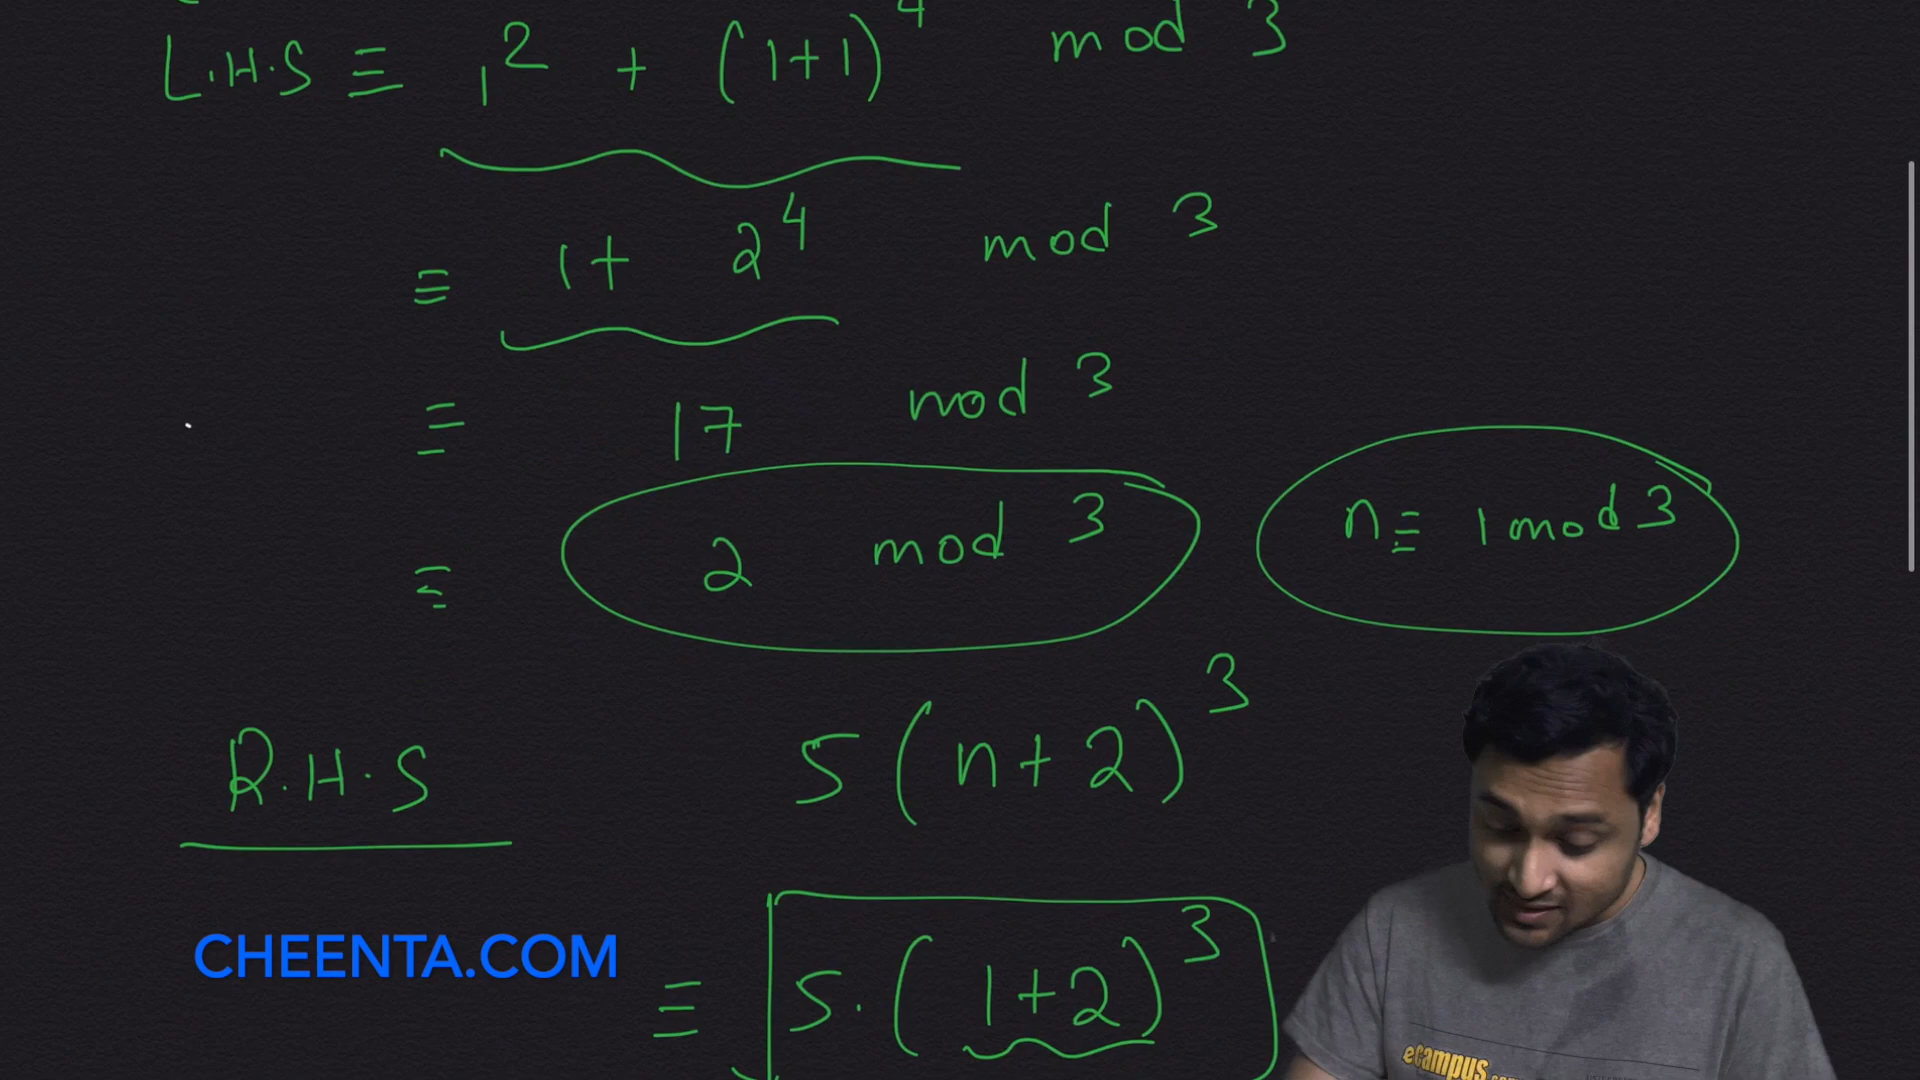 L.H.S ≡ 1² + (1+1)⁴ mod 3
≡ 1 + 2⁴ mod 3
≡ 17 mod 3
≡ 2 mod 3
n ≡ 1 mod 3
R.H.S 5(n+2)³
≡ 5·(1+2)³
CHEENTA.COM
ecampus